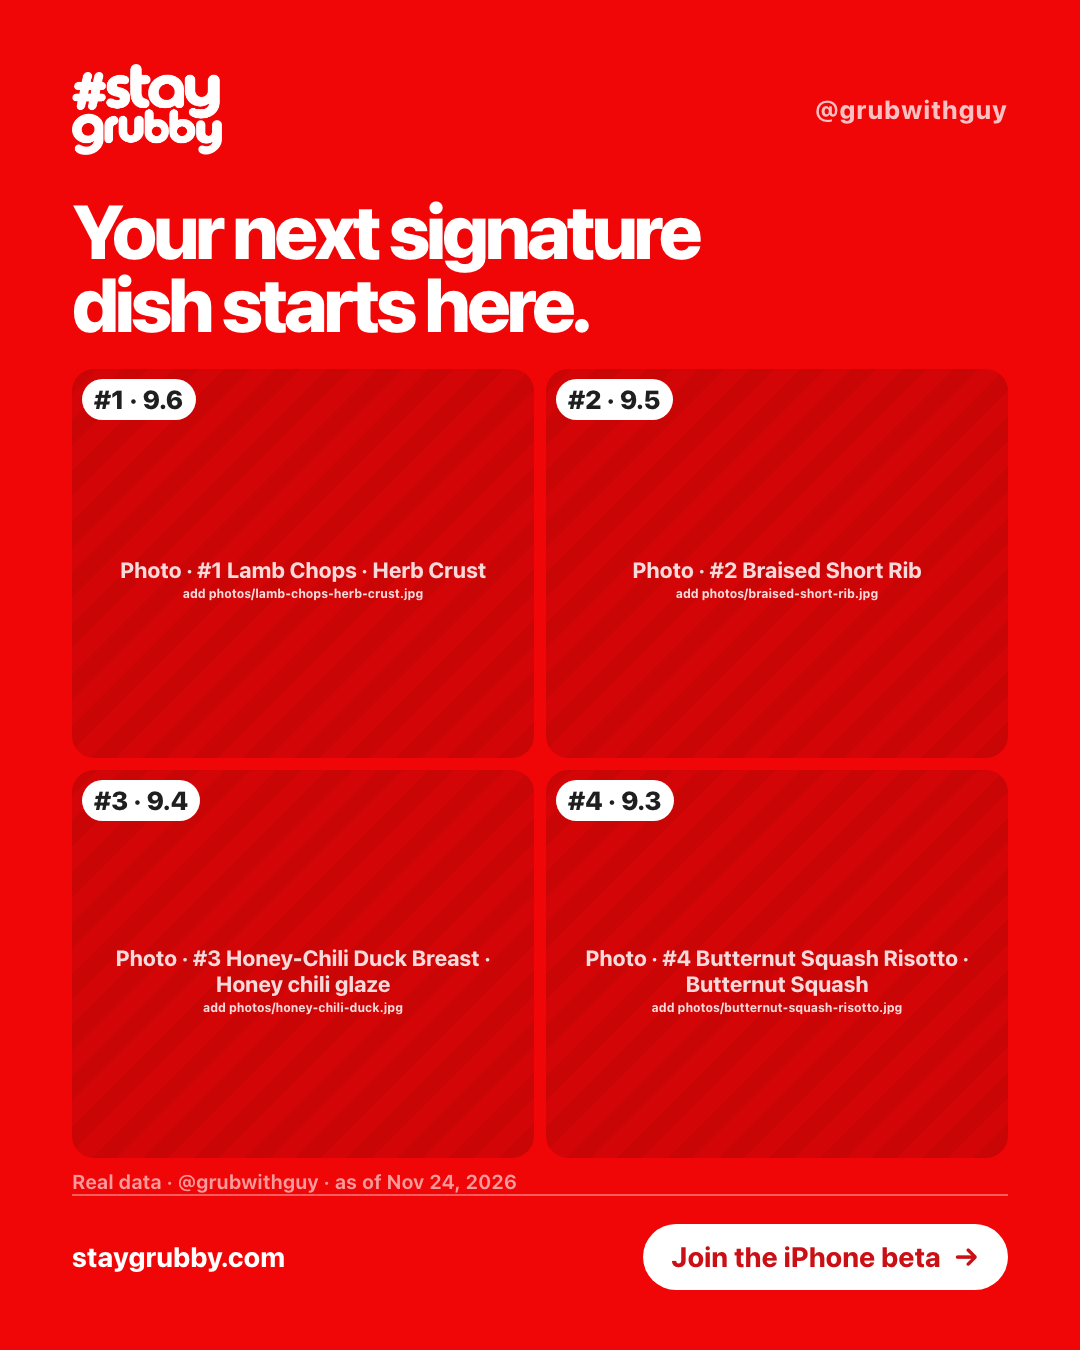 #stay
grubby
@grubwithguy
Your next signature
dish starts here.
#1 · 9.6
Photo · #1 Lamb Chops · Herb Crust
add photos/lamb-chops-herb-crust.jpg
#2 · 9.5
Photo · #2 Braised Short Rib
add photos/braised-short-rib.jpg
#3 · 9.4
Photo · #3 Honey-Chili Duck Breast ·
Honey chili glaze
add photos/honey-chili-duck.jpg
#4 · 9.3
Photo · #4 Butternut Squash Risotto ·
Butternut Squash
add photos/butternut-squash-risotto.jpg
Real data · @grubwithguy · as of Nov 24, 2026
staygrubby.com
Join the iPhone beta →